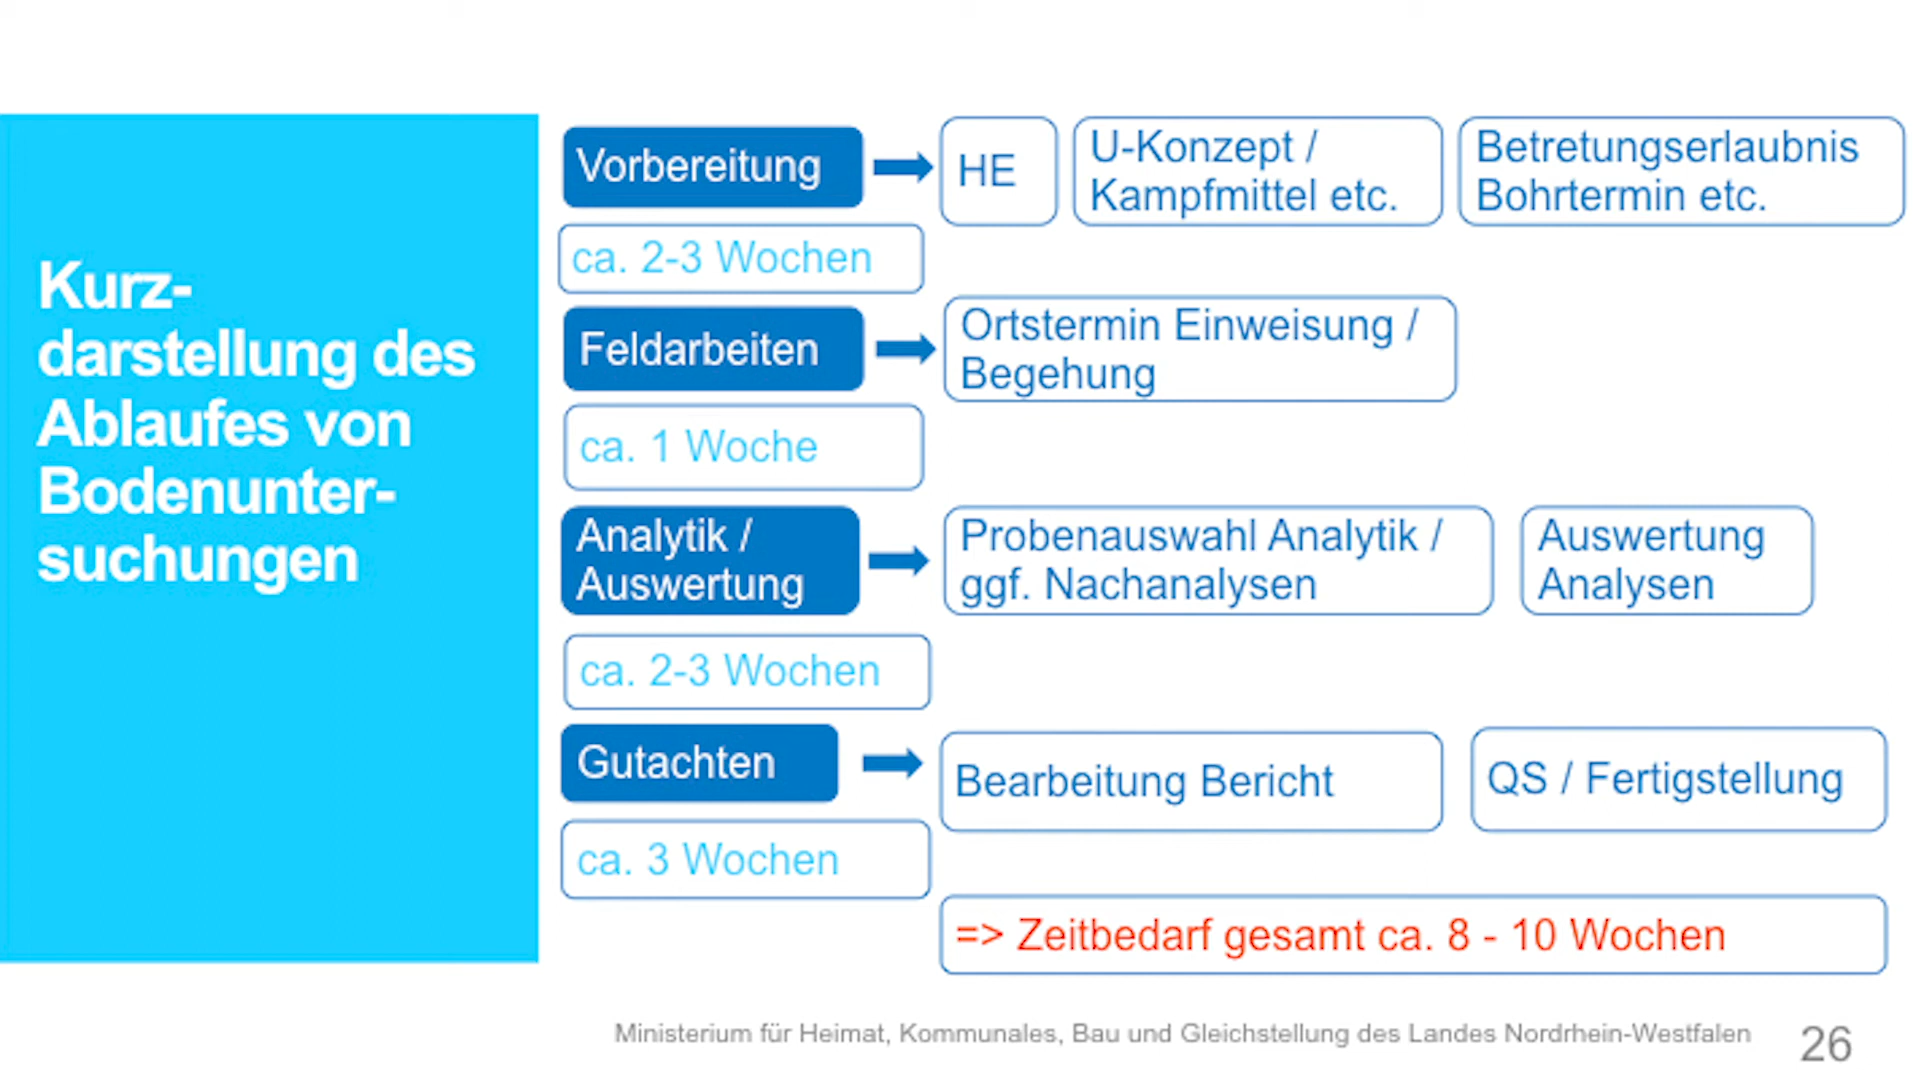 Kurz-
darstellung des
Ablaufes von
Bodenunter-
suchungen
Vorbereitung
HE
U-Konzept /
Kampfmittel etc.
Betretungserlaubnis
Bohrtermin etc.
ca. 2-3 Wochen
Feldarbeiten
Ortstermin Einweisung /
Begehung
ca. 1 Woche
Analytik /
Auswertung
Probenauswahl Analytik /
ggf. Nachanalysen
Auswertung
Analysen
ca. 2-3 Wochen
Gutachten
Bearbeitung Bericht
QS / Fertigstellung
ca. 3 Wochen
=> Zeitbedarf gesamt ca. 8 - 10 Wochen
Ministerium für Heimat, Kommunales, Bau und Gleichstellung des Landes Nordrhein-Westfalen
26